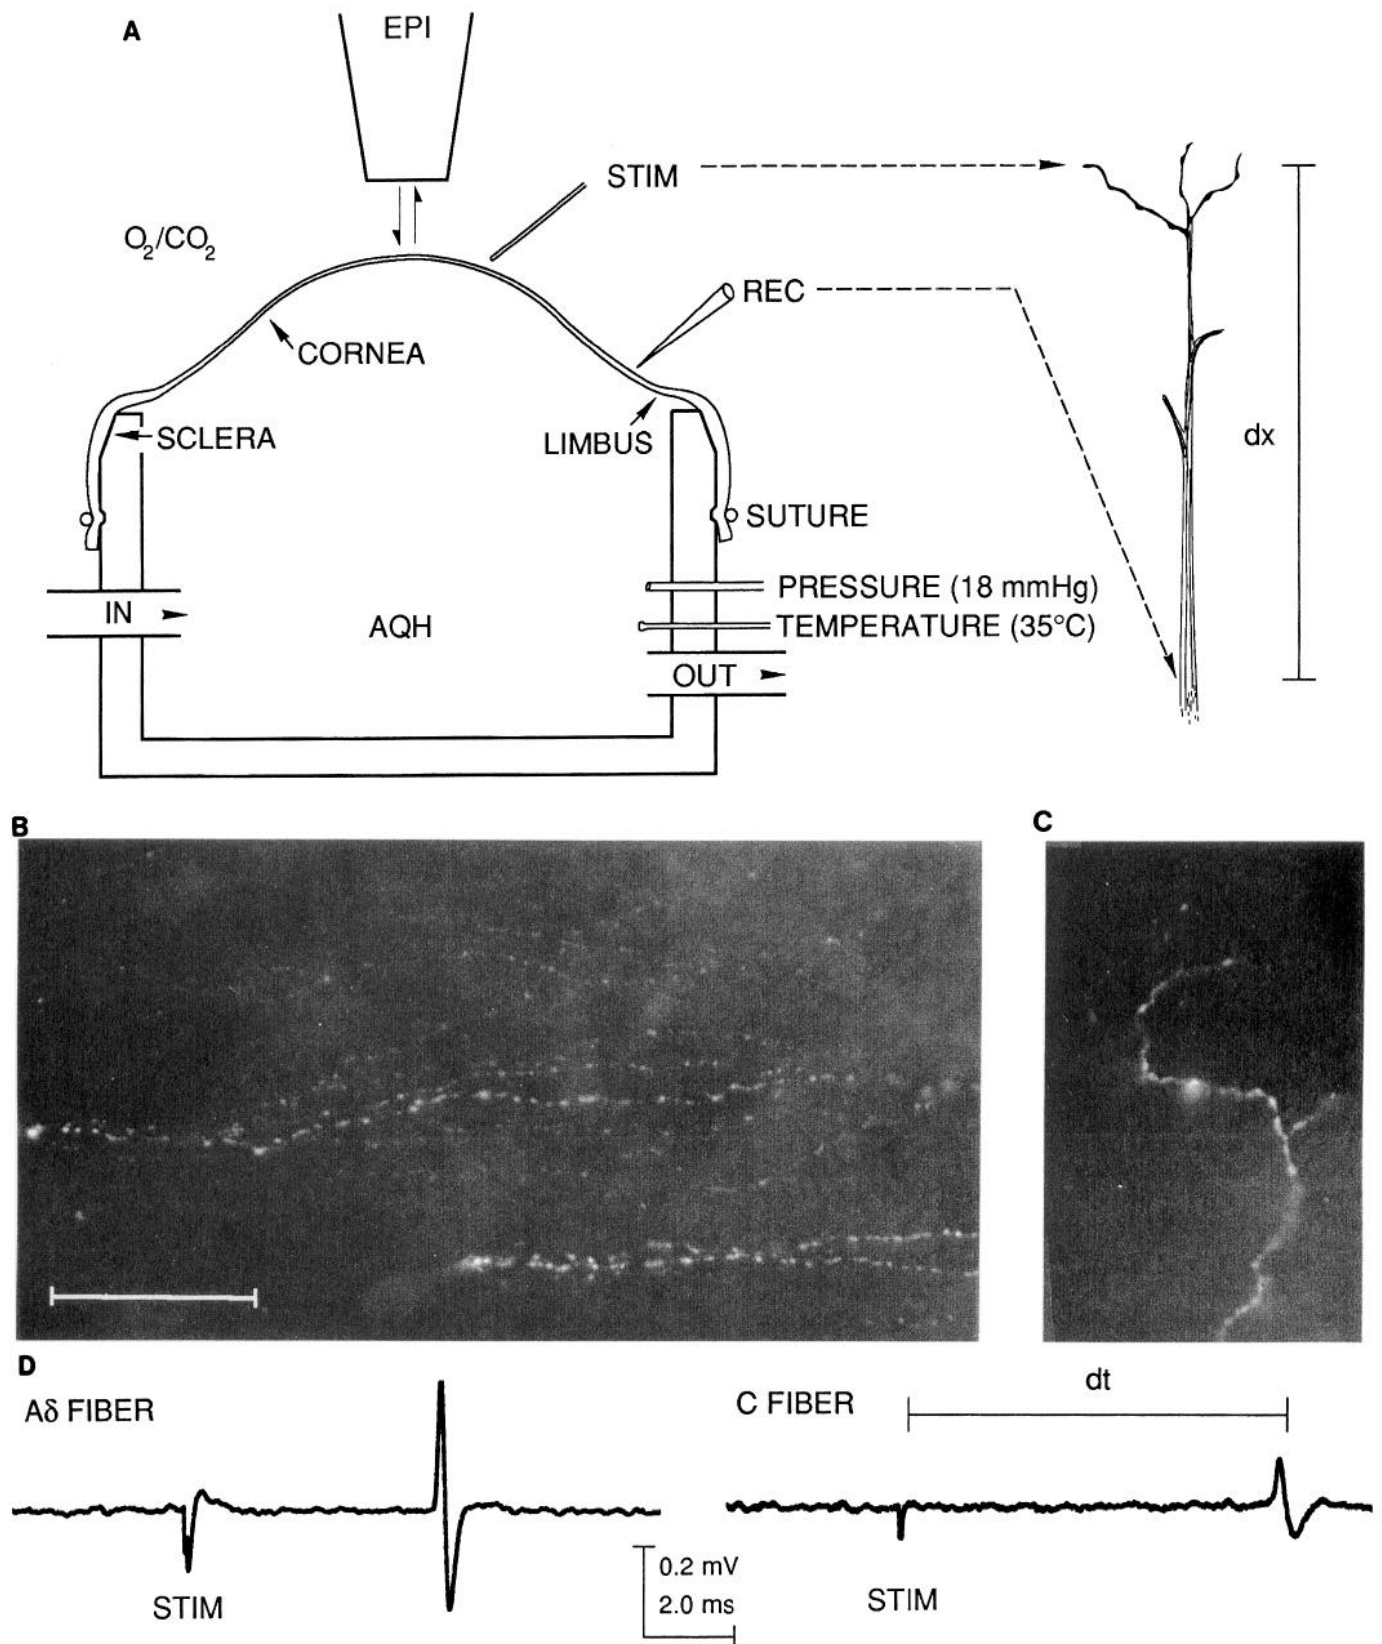 A
EPI
STIM
O₂/CO₂
REC
CORNEA
SCLERA
LIMBUS
dx
SUTURE
PRESSURE (18 mmHg)
IN
AQH
TEMPERATURE (35°C)
OUT
B
C
D
Aδ FIBER
C FIBER
dt
0.2 mV
2.0 ms
STIM
STIM